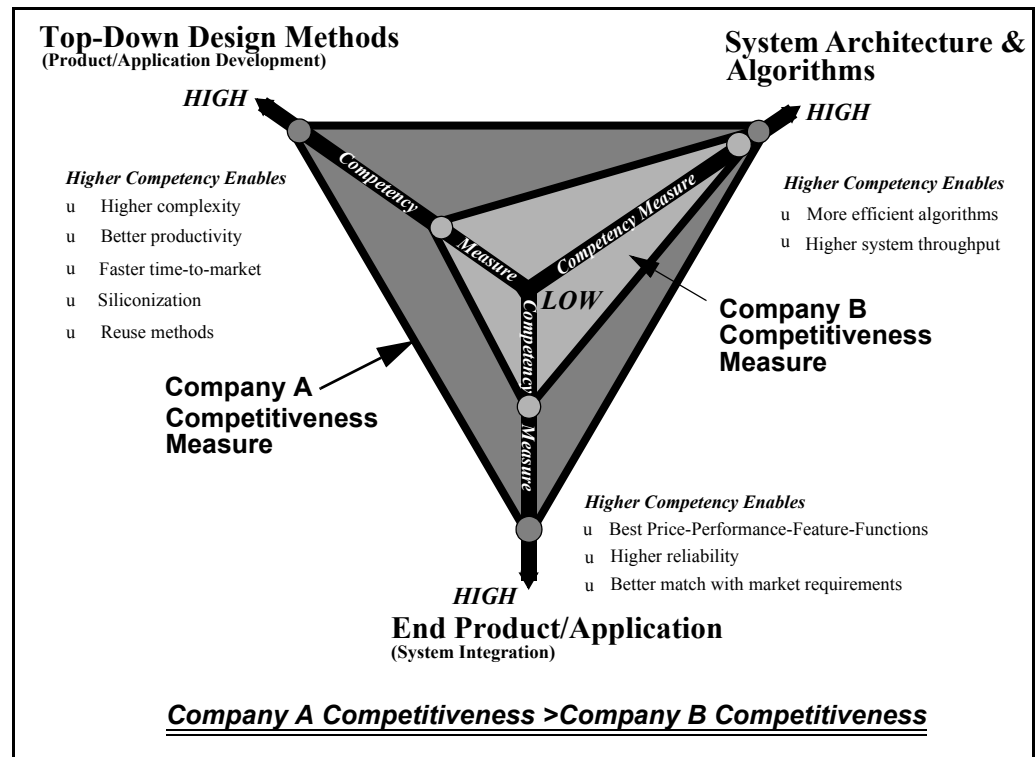 Top-Down Design Methods
(Product/Application Development)
System Architecture &
Algorithms
HIGH
HIGH
Higher Competency Enables
u Higher complexity
u Better productivity
u Faster time-to-market
u Siliconization
u Reuse methods
Competency
Measure
Competency Measure
Higher Competency Enables
u More efficient algorithms
u Higher system throughput
LOW
Competency
Measure
Company B
Competitiveness
Measure
Company A
Competitiveness
Measure
Higher Competency Enables
u Best Price-Performance-Feature-Functions
u Higher reliability
u Better match with market requirements
HIGH
End Product/Application
(System Integration)
Company A Competitiveness >Company B Competitiveness